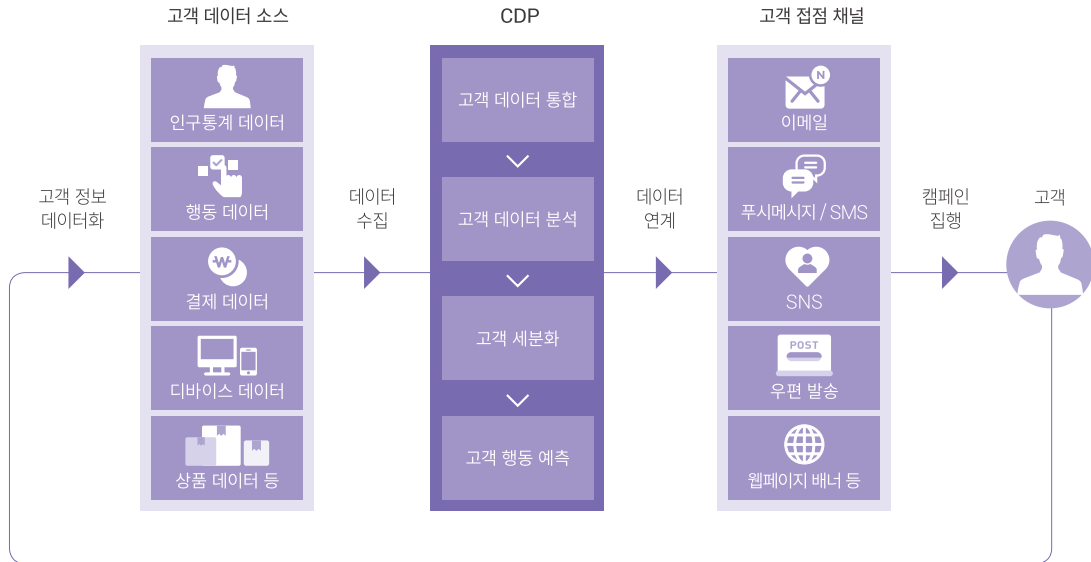 고객 데이터 소스
인구통계 데이터
행동 데이터
₩
결제 데이터
디바이스 데이터
상품 데이터 등
고객 정보
데이터화
데이터
수집
CDP
고객 데이터 통합
고객 데이터 분석
고객 세분화
고객 행동 예측
데이터
연계
고객 접점 채널
N
이메일
푸시메시지 / SMS
SNS
POST
우편 발송
웹페이지 배너 등
캠페인
집행
고객